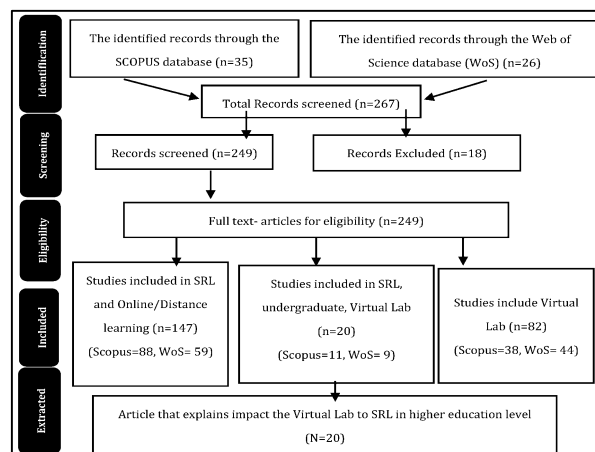 Identification
The identified records through the
SCOPUS database (n=35)
The identified records through the Web of
Science database (WoS) (n=26)
Total Records screened (n=267)
Screening
Records screened (n=249)
Records Excluded (n=18)
Eligibility
Full text- articles for eligibility (n=249)
Included
Studies included in SRL
and Online/Distance
learning (n=147)
(Scopus=88, WoS= 59)
Studies included in SRL,
undergraduate, Virtual Lab
(n=20)
(Scopus=11, WoS= 9)
Studies include Virtual
Lab (n=82)
(Scopus=38, WoS= 44)
Extracted
Article that explains impact the Virtual Lab to SRL in higher education level
(N=20)